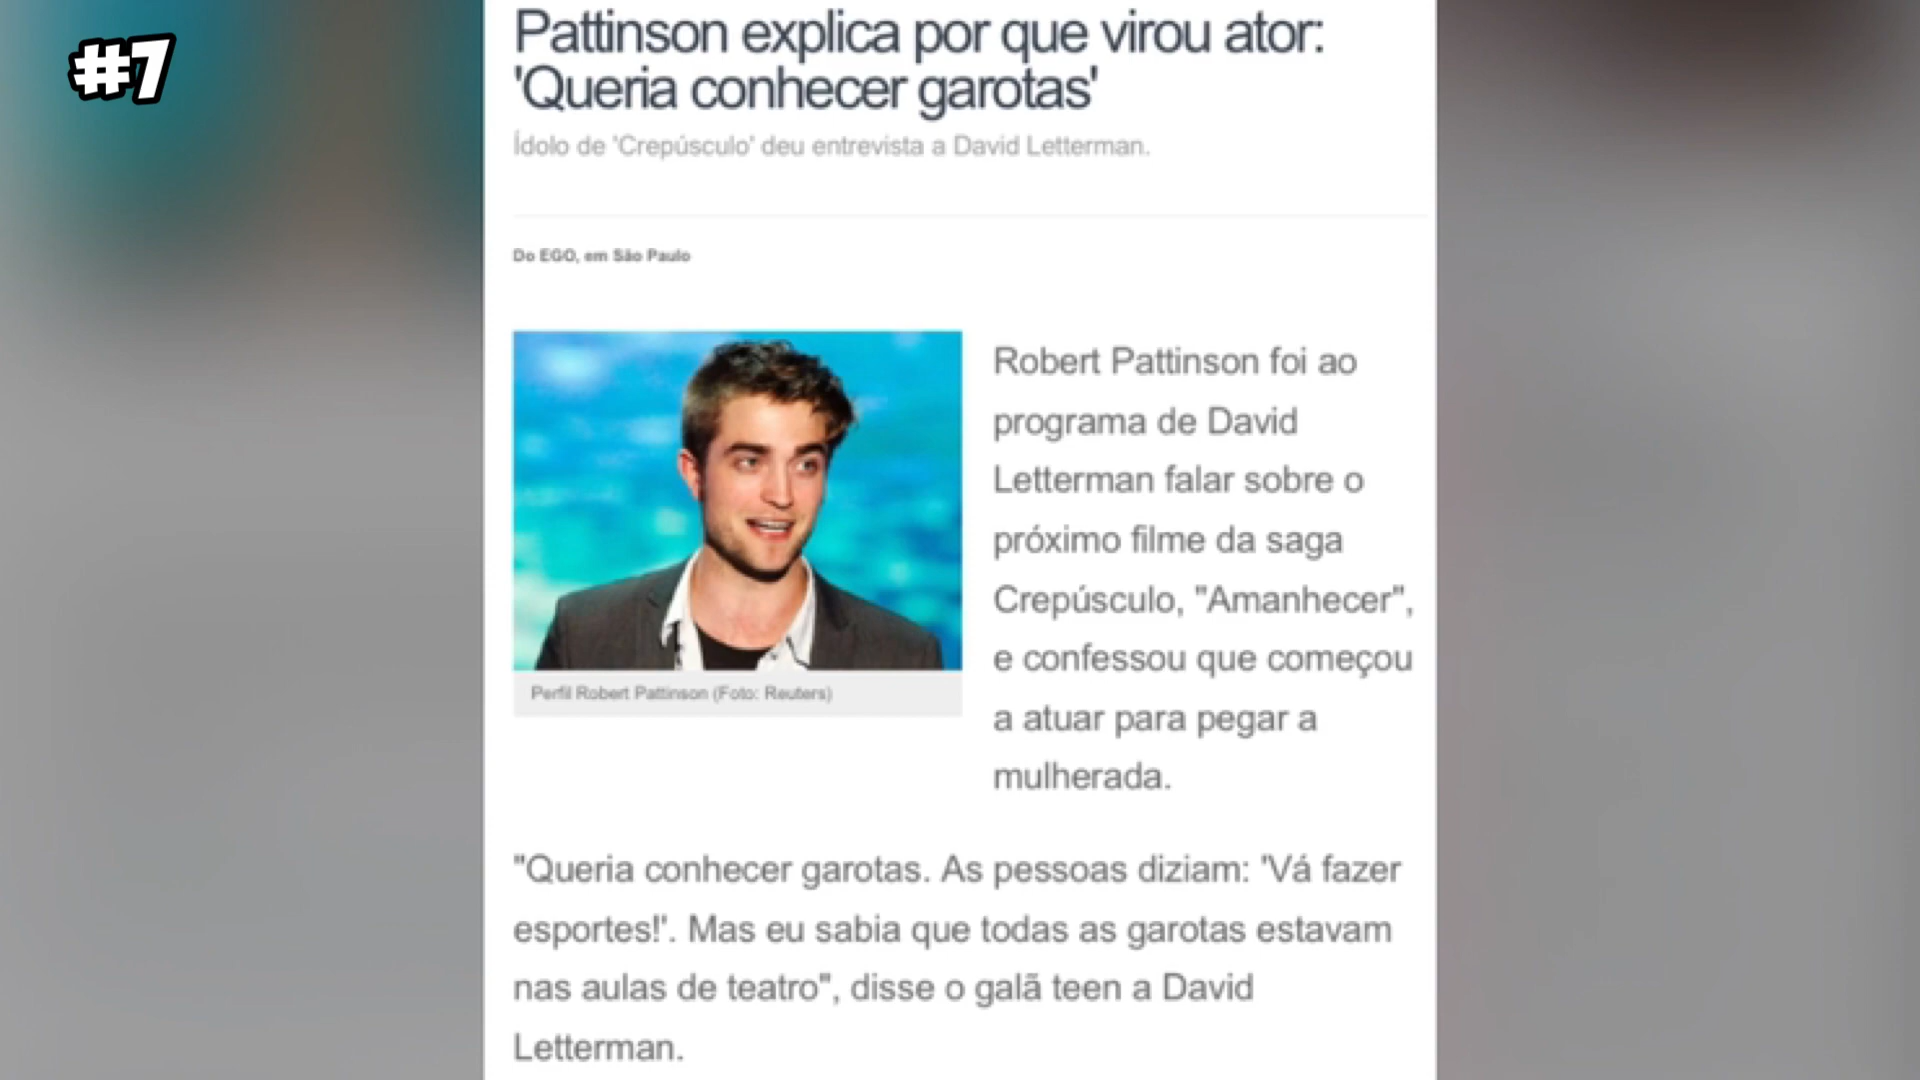 #7
Pattinson explica por que virou ator:
'Queria conhecer garotas'
Ídolo de 'Crepúsculo' deu entrevista a David Letterman.
Do EGO, em São Paulo
Perfil Robert Pattinson (Foto: Reuters)
Robert Pattinson foi ao
programa de David
Letterman falar sobre o
próximo filme da saga
Crepúsculo, "Amanhecer",
e confessou que começou
a atuar para pegar a
mulherada.
"Queria conhecer garotas. As pessoas diziam: 'Vá fazer
esportes!'. Mas eu sabia que todas as garotas estavam
nas aulas de teatro", disse o galã teen a David
Letterman.